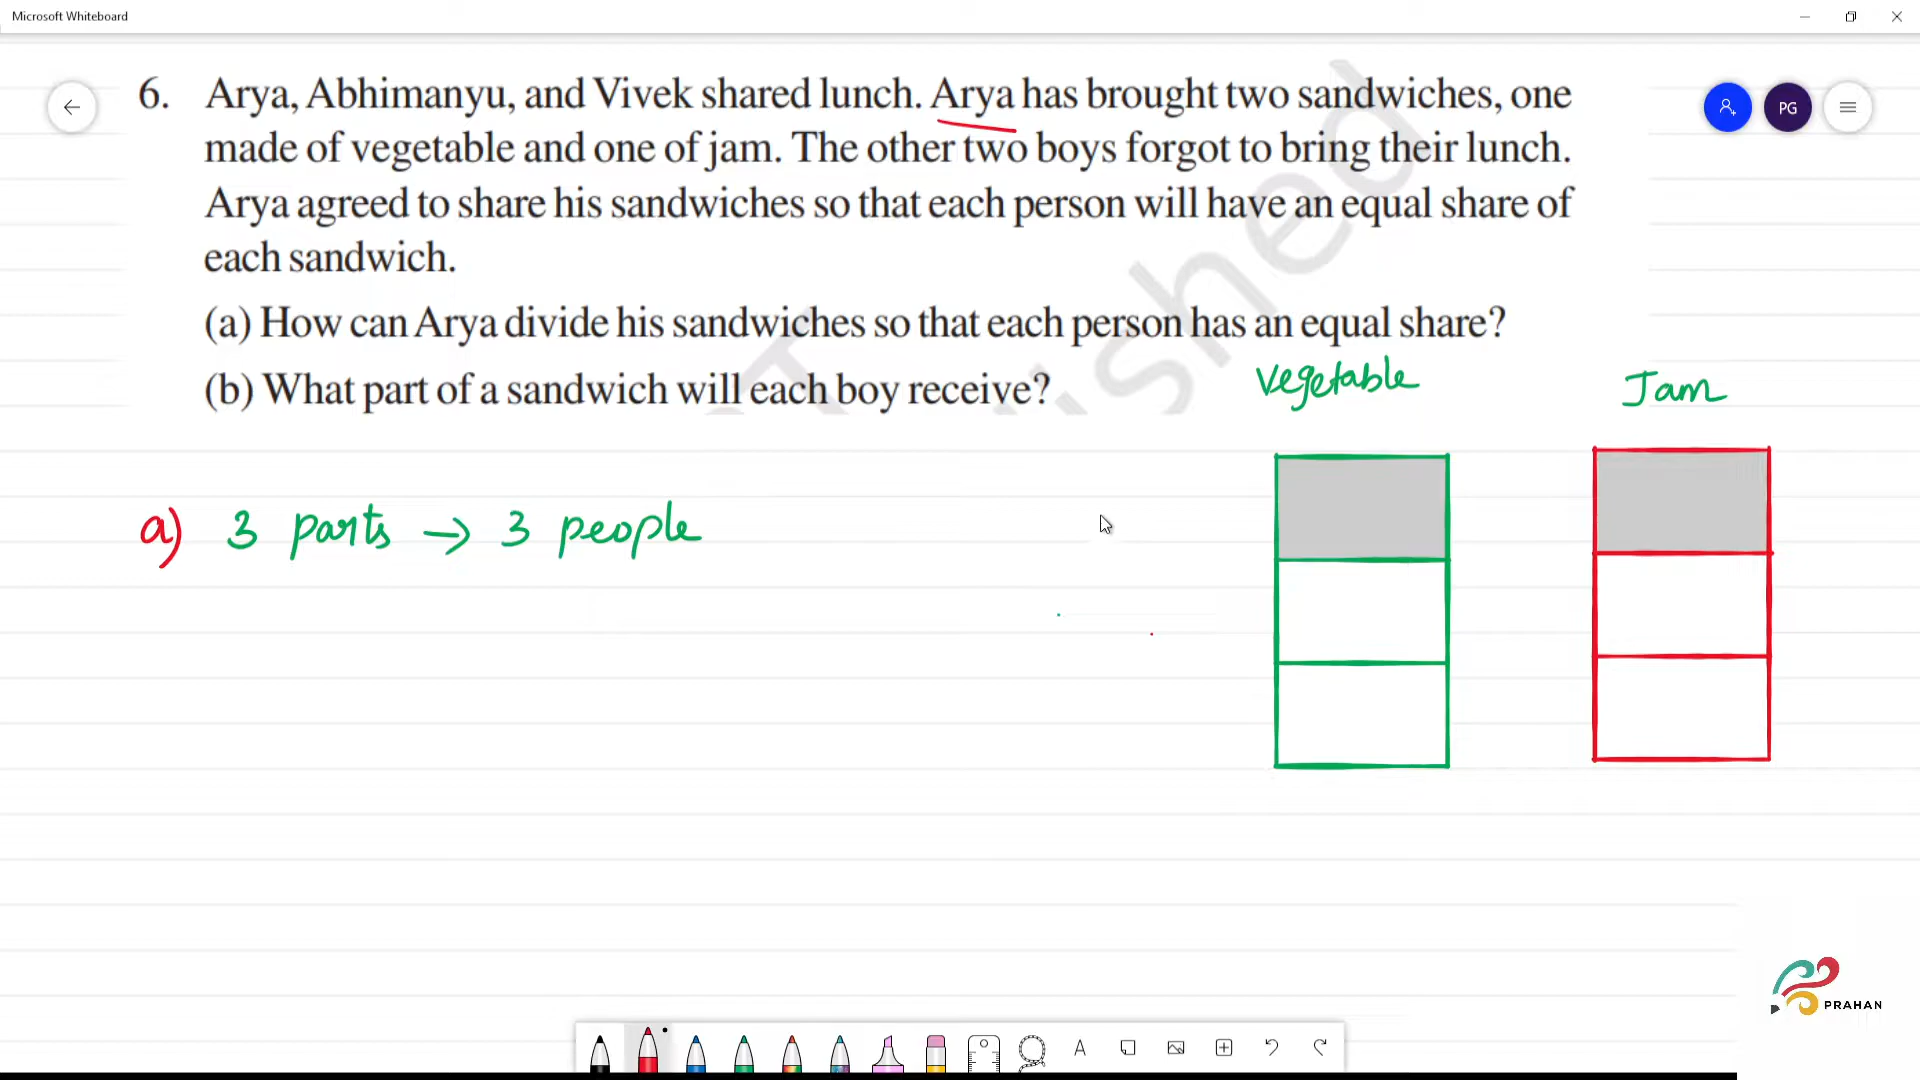 Microsoft Whiteboard
6. Arya, Abhimanyu, and Vivek shared lunch. Arya has brought two sandwiches, one
made of vegetable and one of jam. The other two boys forgot to bring their lunch.
Arya agreed to share his sandwiches so that each person will have an equal share of
each sandwich.
(a) How can Arya divide his sandwiches so that each person has an equal share?
(b) What part of a sandwich will each boy receive?
PG
Vegetable
Jam
a) 3 parts → 3 people
PRAHAN
A